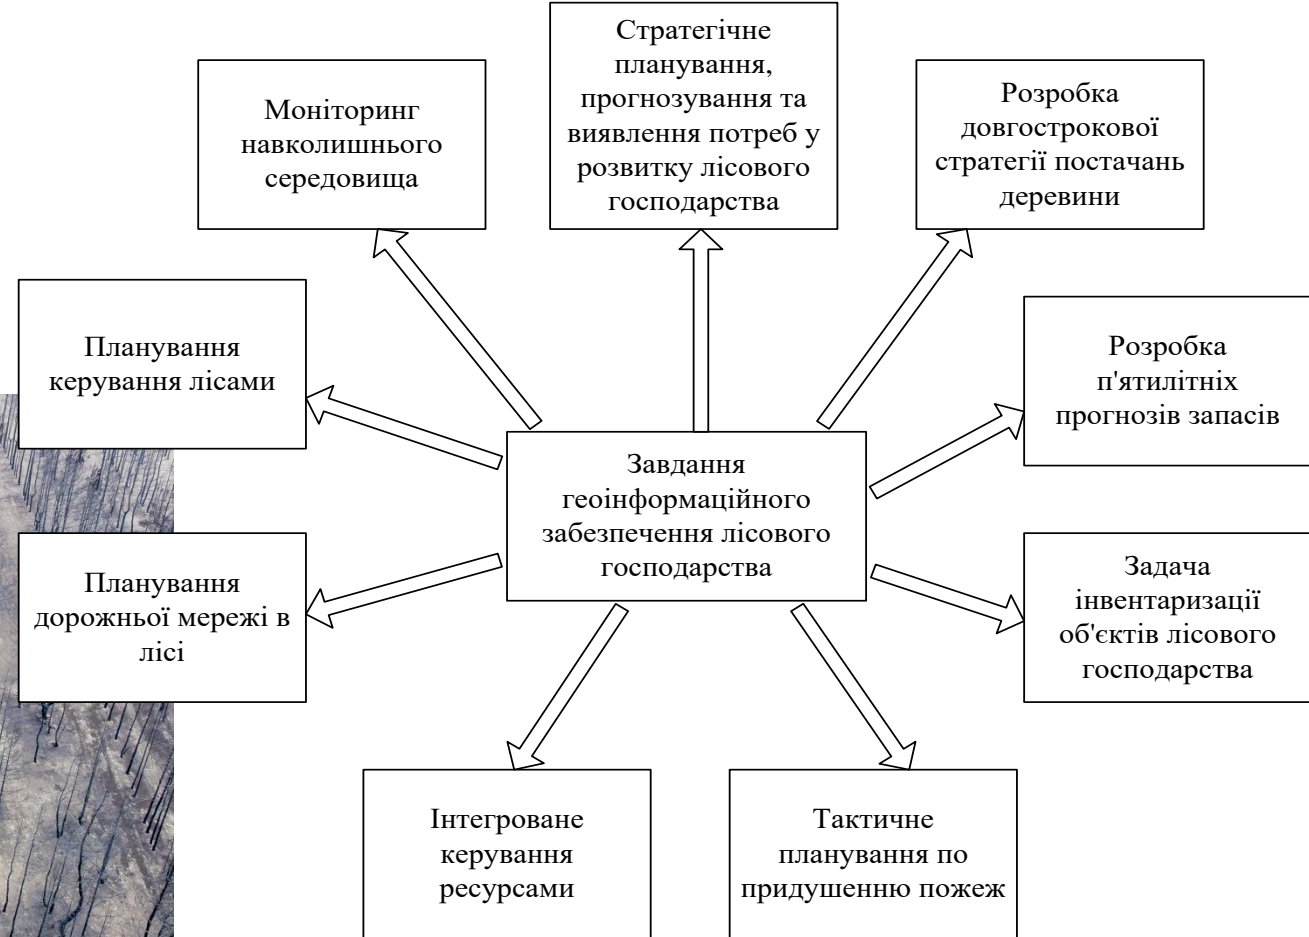 Стратегічне
планування,
прогнозування та
виявлення потреб у
розвитку лісового
господарства
Моніторинг
навколишнього
середовища
Розробка
довгострокової
стратегії постачань
деревини
Планування
керування лісами
Розробка
п'ятилітніх
прогнозів запасів
Завдання
геоінформаційного
забезпечення лісового
господарства
Планування
дорожньої мережі в
лісі
Задача
інвентаризації
об'єктів лісового
господарства
Інтегроване
керування
ресурсами
Тактичне
планування по
придушенню пожеж